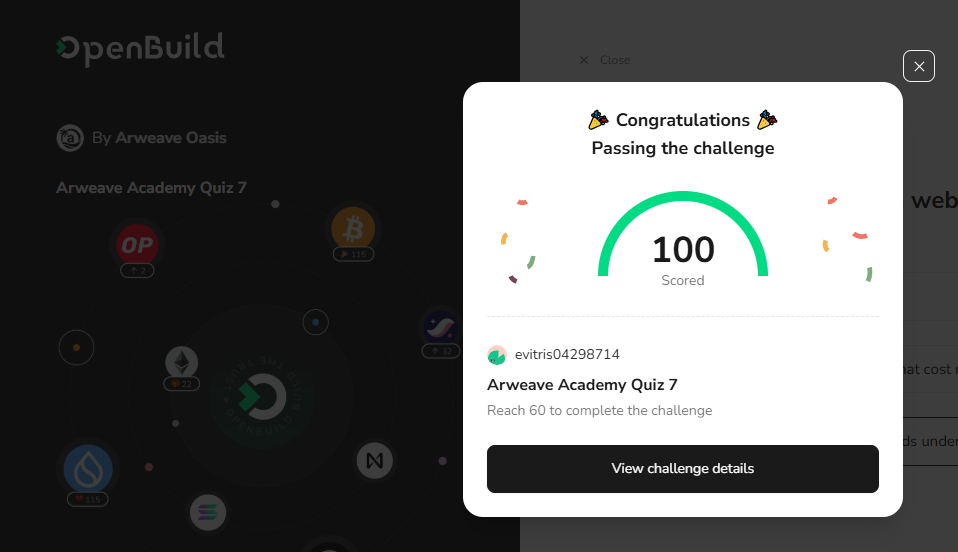 OpenBuild
Close
By Arweave Oasis
Arweave Academy Quiz 7
Congratulations
Passing the challenge
web
OP
2
115
100
Scored
32
22
evitris04298714
Arweave Academy Quiz 7
Reach 60 to complete the challenge
hat cost
ds under
View challenge details
115